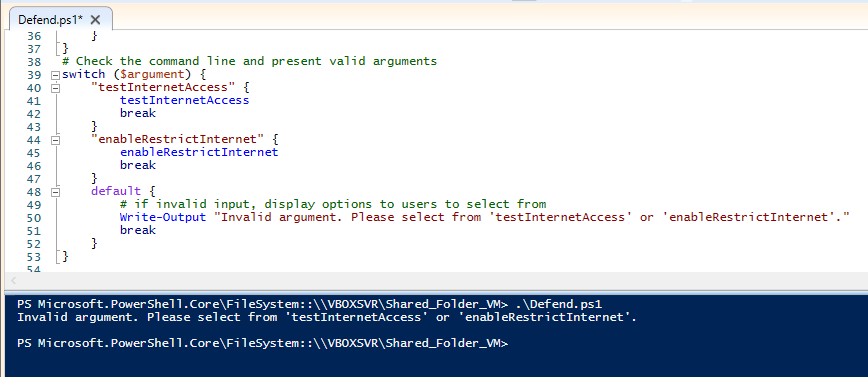 Defend.ps1* X
36 }
37 }
38 # Check the command line and present valid arguments
39 switch ($argument) {
40 "testInternetAccess" {
41 testInternetAccess
42 break
43 }
44 "enableRestrictInternet" {
45 enableRestrictInternet
46 break
47 }
48 default {
49 # if invalid input, display options to users to select from
50 Write-Output "Invalid argument. Please select from 'testInternetAccess' or 'enableRestrictInternet'."
51 break
52 }
53 }
54
PS Microsoft.PowerShell.Core\FileSystem::\\VBOXSVR\Shared_Folder_VM> .\Defend.ps1
Invalid argument. Please select from 'testInternetAccess' or 'enableRestrictInternet'.
PS Microsoft.PowerShell.Core\FileSystem::\\VBOXSVR\Shared_Folder_VM>